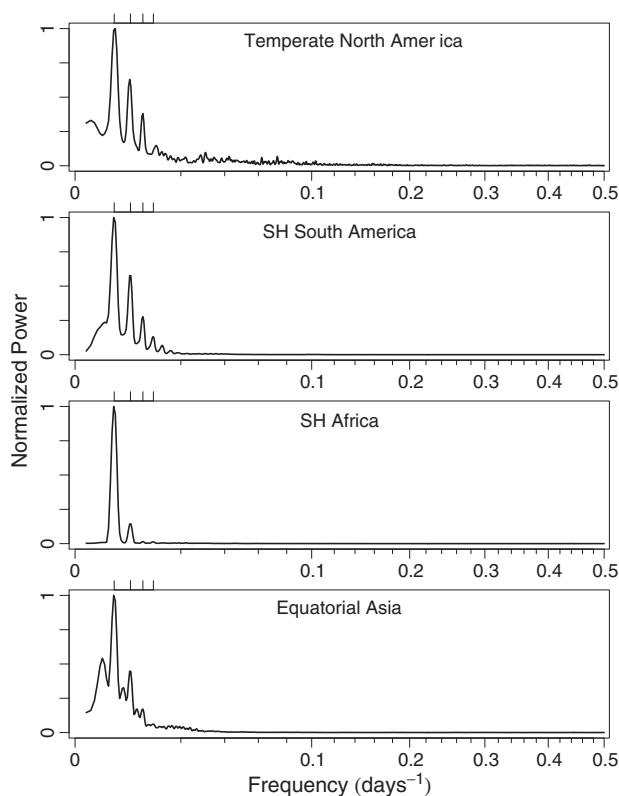 Temperate North Amer ica
1
0
0 0.1 0.2 0.3 0.4 0.5
SH South America
1
0
0 0.1 0.2 0.3 0.4 0.5
SH Africa
1
0
0 0.1 0.2 0.3 0.4 0.5
Equatorial Asia
1
0
0 0.1 0.2 0.3 0.4 0.5
Normalized Power
Frequency (days⁻¹)